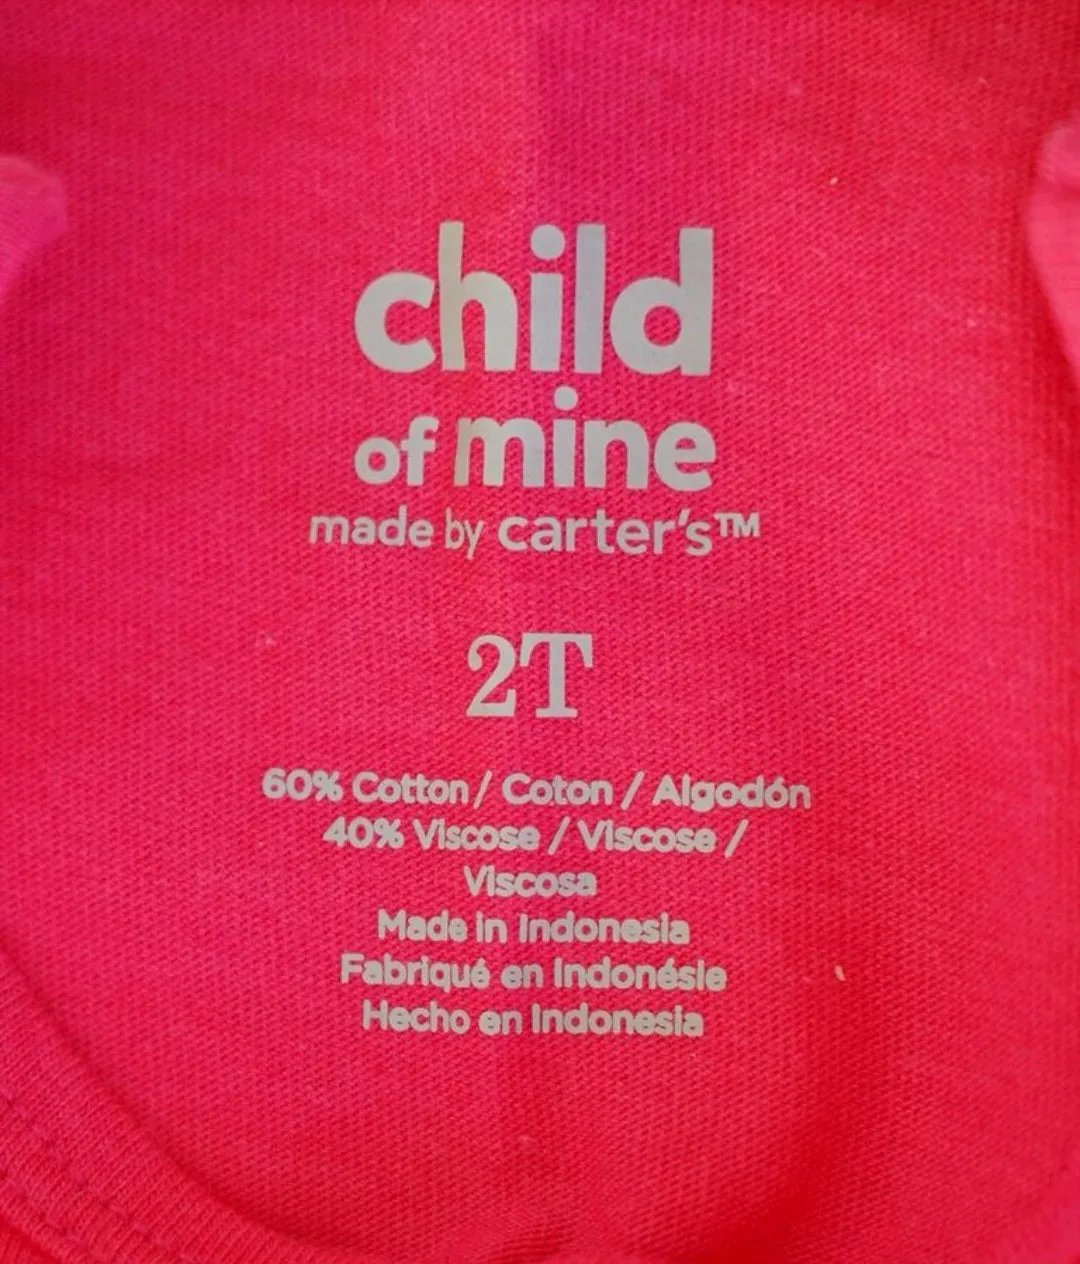 child
of mine
made by carter's™
2T
60% Cotton / Coton / Algodón
40% Viscose / Viscose /
Viscosa
Made in Indonesia
Fabriqué en Indonésie
Hecho en Indonesia